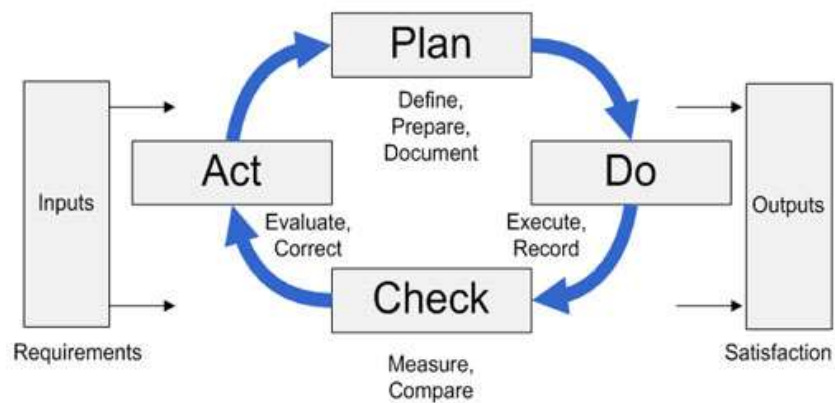 Plan
Define,
Prepare,
Document
Act
Do
Inputs
Outputs
Evaluate,
Correct
Execute,
Record
Check
Requirements
Satisfaction
Measure,
Compare